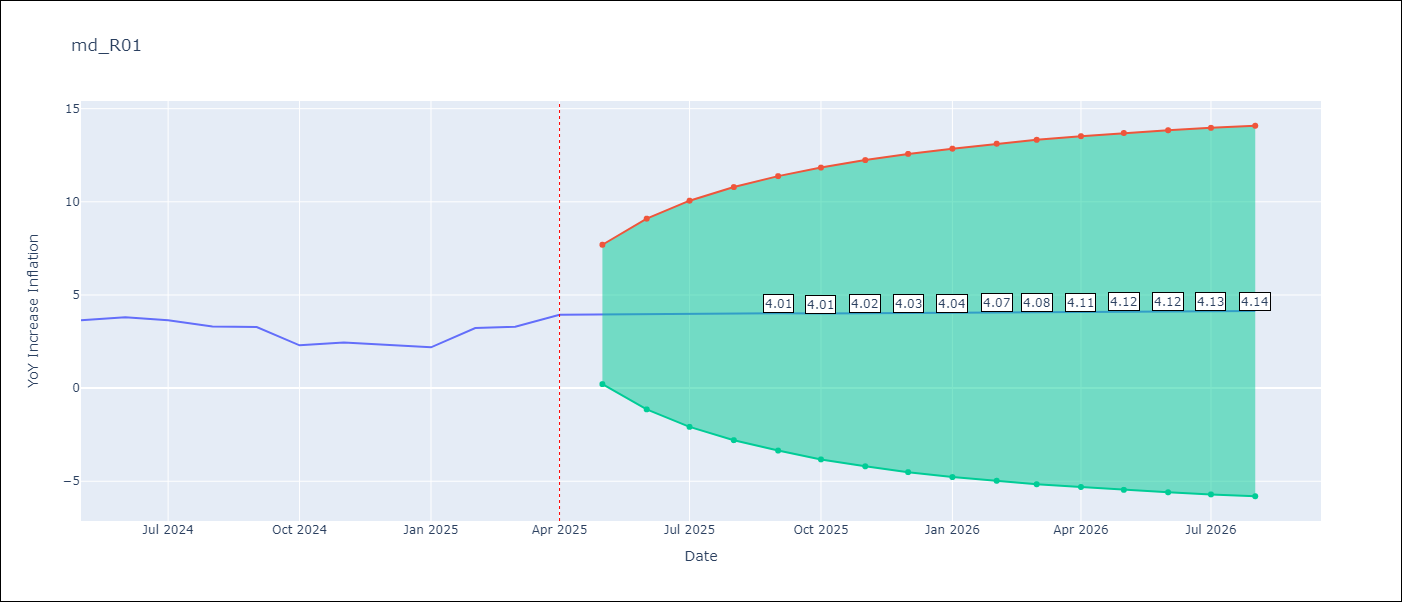 md_R01
YoY Increase Inflation
15
10
5
0
−5
4.01 4.01 4.02 4.03 4.04 4.07 4.08 4.11 4.12 4.12 4.13 4.14
Jul 2024 Oct 2024 Jan 2025 Apr 2025 Jul 2025 Oct 2025 Jan 2026 Apr 2026 Jul 2026
Date